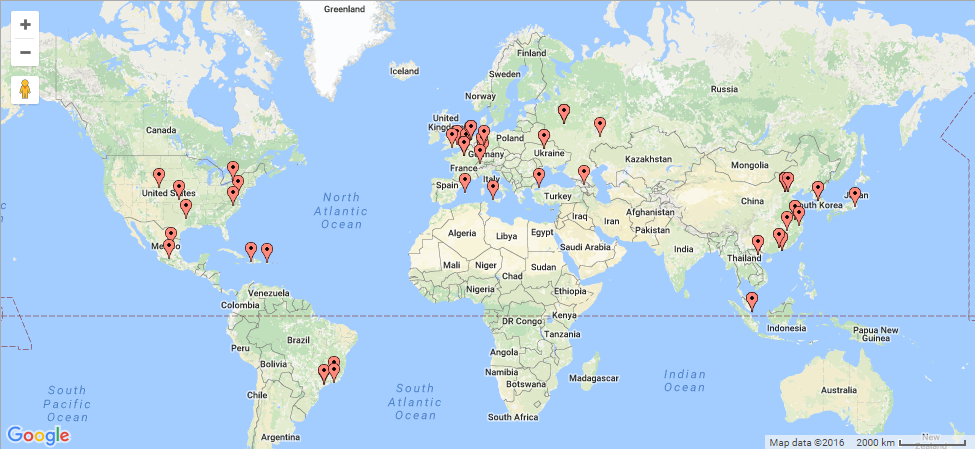 Greenland
Iceland
Finland
Sweden
Norway
Russia
Canada
United
Kingdom
Poland
Germany
Ukraine
Kazakhstan
Mongolia
France
Italy
United States
Spain
Turkey
China
South Korea
Japan
North
Atlantic
Ocean
Iraq
Iran
Afghanistan
Pakistan
Algeria
Libya
Egypt
Saudi Arabia
India
Mexico
Mali
Niger
Chad
Sudan
Thailand
Nigeria
Ethiopia
Venezuela
Colombia
DR Congo
Kenya
Tanzania
Indonesia
Papua New
Guinea
Peru
Brazil
Angola
Bolivia
Namibia
Botswana
Madagascar
Indian
Ocean
Australia
South
Pacific
Ocean
South
Atlantic
Ocean
Chile
South Africa
Argentina
Google
Map data ©2016
2000 km
New
Zealand